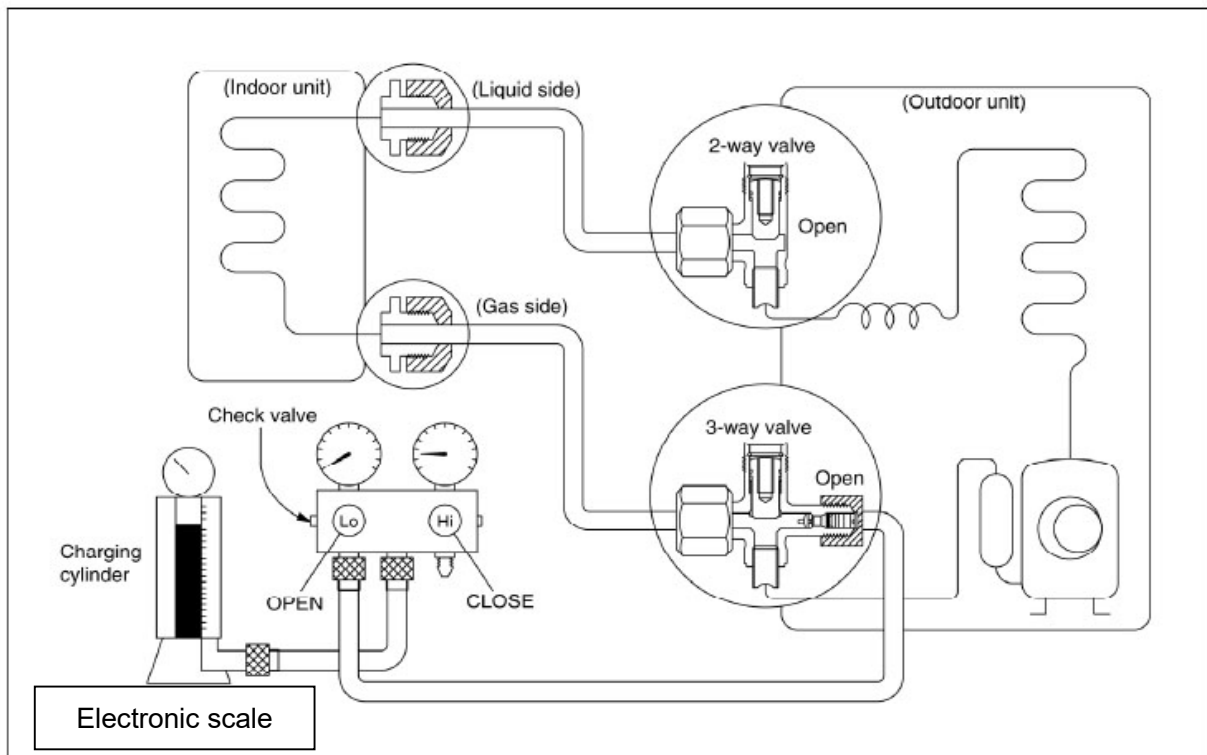 (Indoor unit)
(Liquid side)
(Outdoor unit)
2-way valve
Open
(Gas side)
3-way valve
Open
Check valve
Lo
Hi
Charging
cylinder
OPEN
CLOSE
Electronic scale